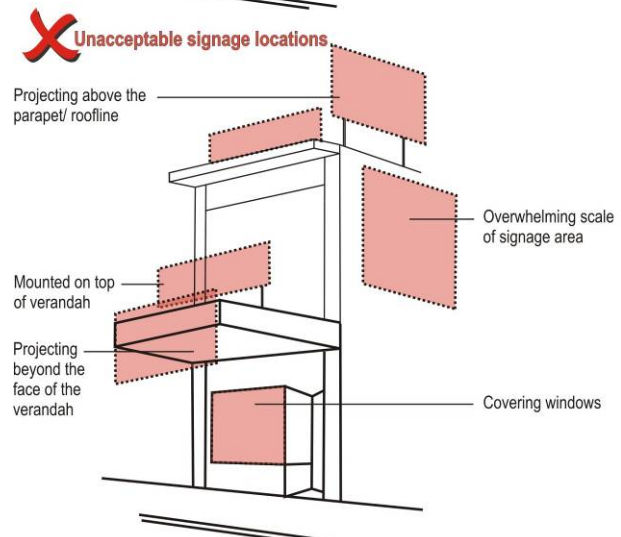 Unacceptable signage locations
Projecting above the
parapet/ roofline
Overwhelming scale
of signage area
Mounted on top
of verandah
Projecting
beyond the
face of the
verandah
Covering windows